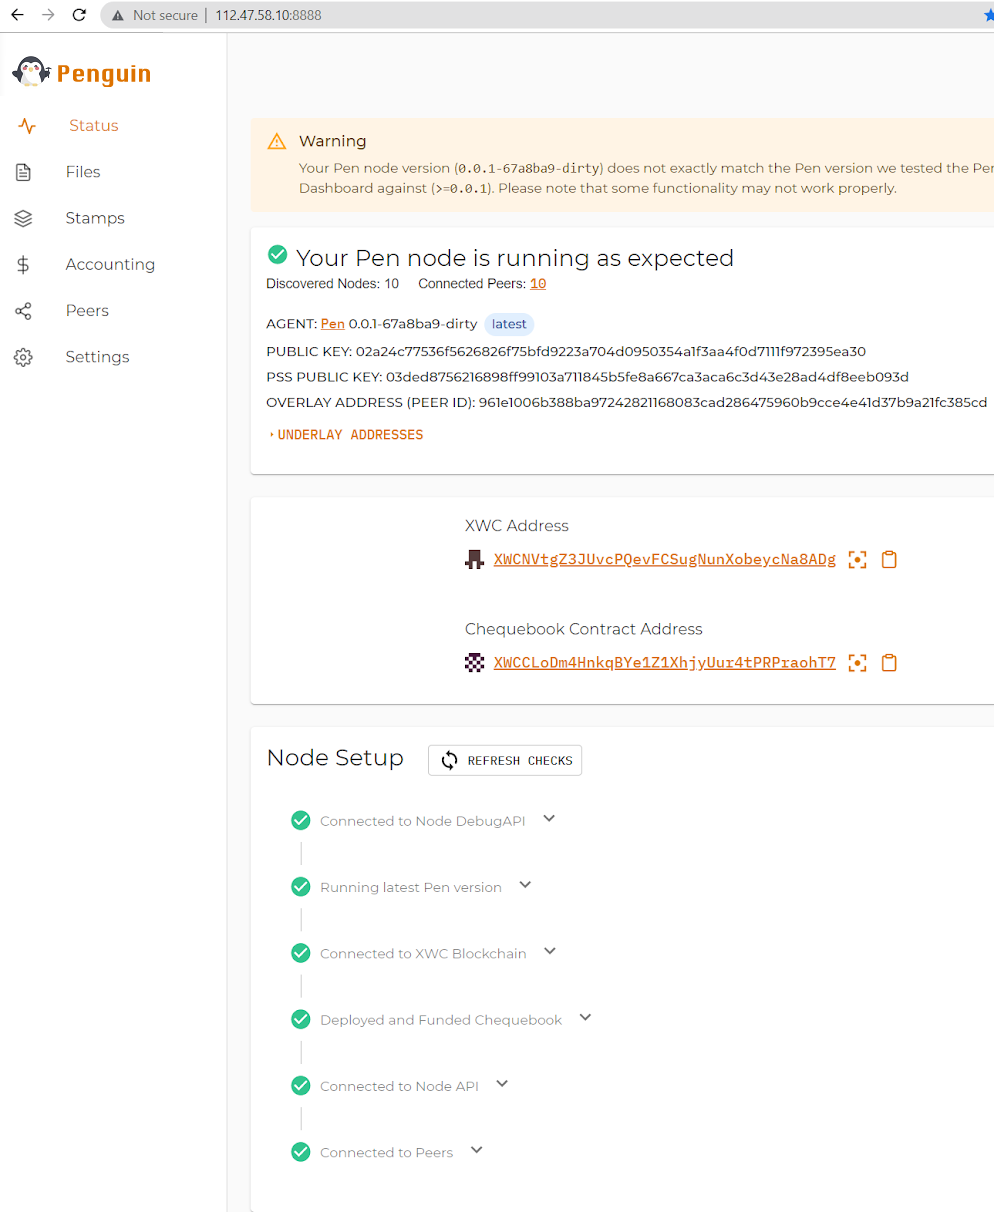 Not secure | 112.47.58.10:8888
Penguin
Status
Files
Stamps
Accounting
Peers
Settings
Warning
Your Pen node version (0.0.1-67a8ba9-dirty) does not exactly match the Pen version we tested the Pen
Dashboard against (>=0.0.1). Please note that some functionality may not work properly.
Your Pen node is running as expected
Discovered Nodes: 10 Connected Peers: 10
AGENT: Pen 0.0.1-67a8ba9-dirty latest
PUBLIC KEY: 02a24c77536f5626826f75bfd9223a704d0950354a1f3aa4f0d7111f972395ea30
PSS PUBLIC KEY: 03ded8756216898ff99103a711845b5fe8a667ca3aca6c3d43e28ad4df8eeb093d
OVERLAY ADDRESS (PEER ID): 961e1006b388ba97242821168083cad286475960b9cce4e41d37b9a21fc385cd
UNDERLAY ADDRESSES
XWC Address
XWCNVtgZ3JUvcPQevFCSugNunXobeycNa8ADg
Chequebook Contract Address
XWCCLoDm4HnkqBYe1Z1XhjyUur4tPRPraohT7
Node Setup
REFRESH CHECKS
Connected to Node DebugAPI
Running latest Pen version
Connected to XWC Blockchain
Deployed and Funded Chequebook
Connected to Node API
Connected to Peers